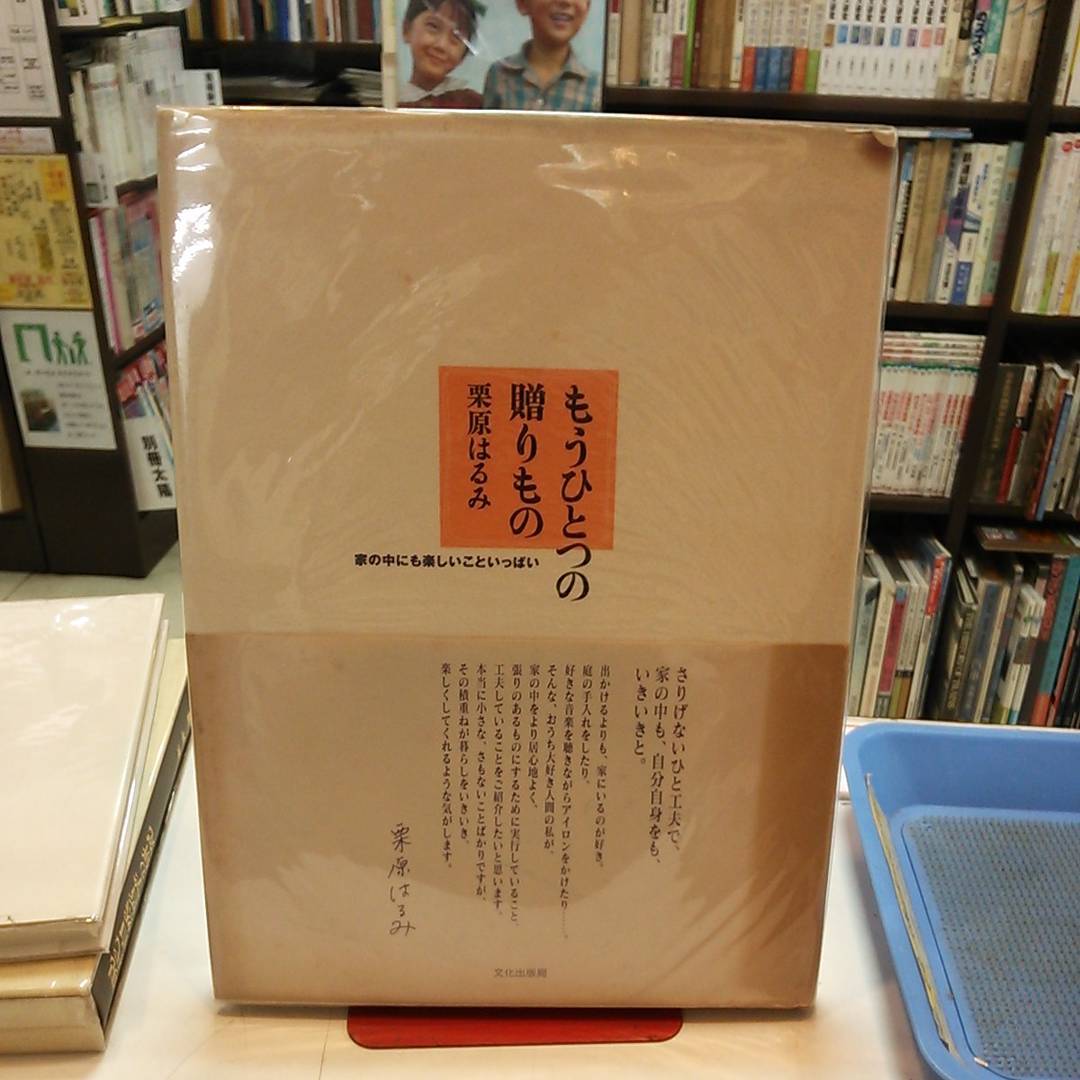 もうひとつの
贈りもの
栗原はるみ
家の中にも楽しいこといっぱい
さりげないひと工夫で、
家の中も、自分自身をも、
いきいきと。
出かけるよりも、家にいるのが好き。
庭の手入れをしたり、
好きな音楽を聴きながらアイロンをかけたり……。
そんな、おうち大好き人間の私が、
家の中をより居心地よく、
張りのあるものにするために実行していること、
工夫していることをご紹介したいと思います。
本当に小さな、さもないことばかりですが、
その積重ねが暮らしをいきいき、
楽しくしてくれるような気がします。
栗原はるみ
文化出版局
別冊太陽